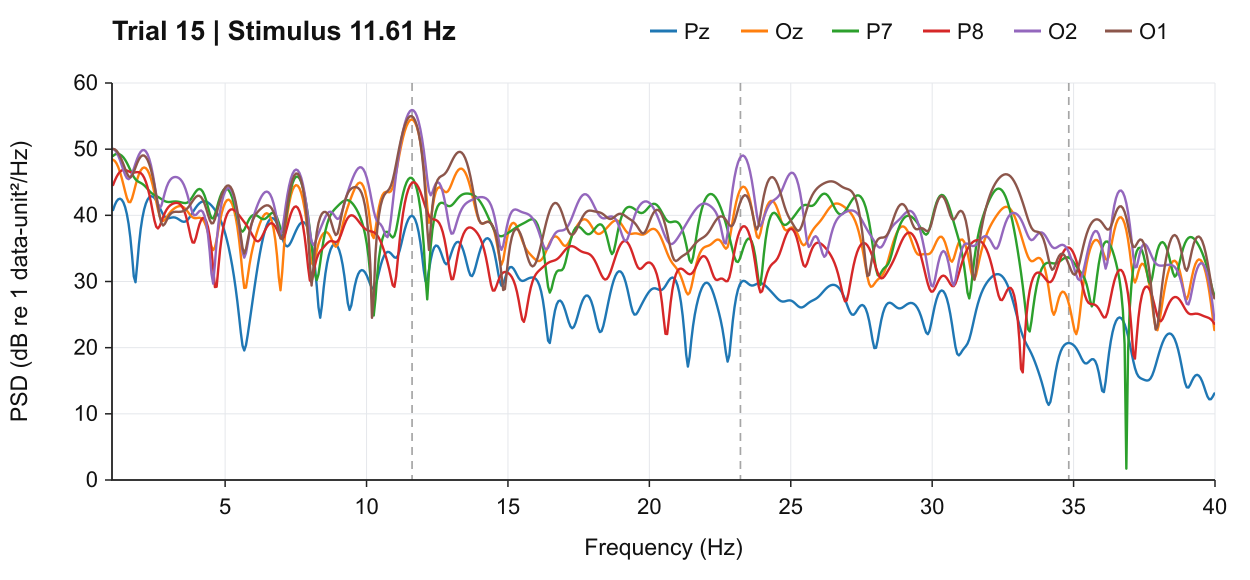 Trial 15 | Stimulus 11.61 Hz
Pz Oz P7 P8 O2 O1
PSD (dB re 1 data-unit²/Hz)
60
50
40
30
20
10
0
5 10 15 20 25 30 35 40
Frequency (Hz)